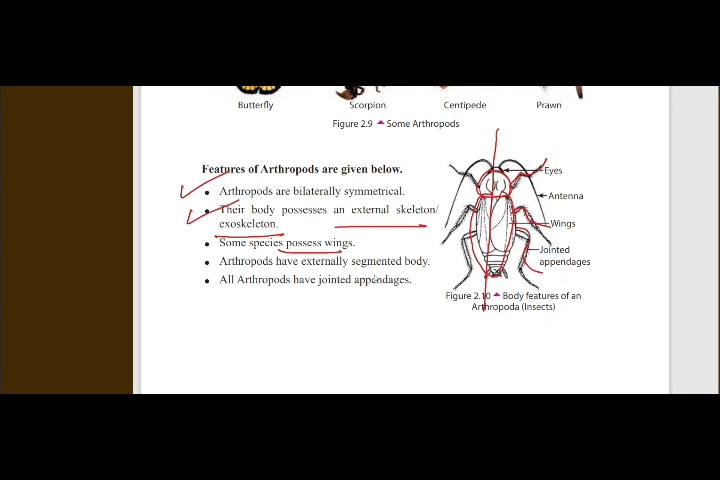 Butterfly Scorpion Centipede Prawn
Figure 2.9 ▲ Some Arthropods
Features of Arthropods are given below.
• Arthropods are bilaterally symmetrical.
• Their body possesses an external skeleton/
exoskeleton.
• Some species possess wings.
• Arthropods have externally segmented body.
• All Arthropods have jointed appendages.
Eyes
Antenna
Wings
Jointed
appendages
Figure 2.10 ▲ Body features of an
Arthropoda (Insects)